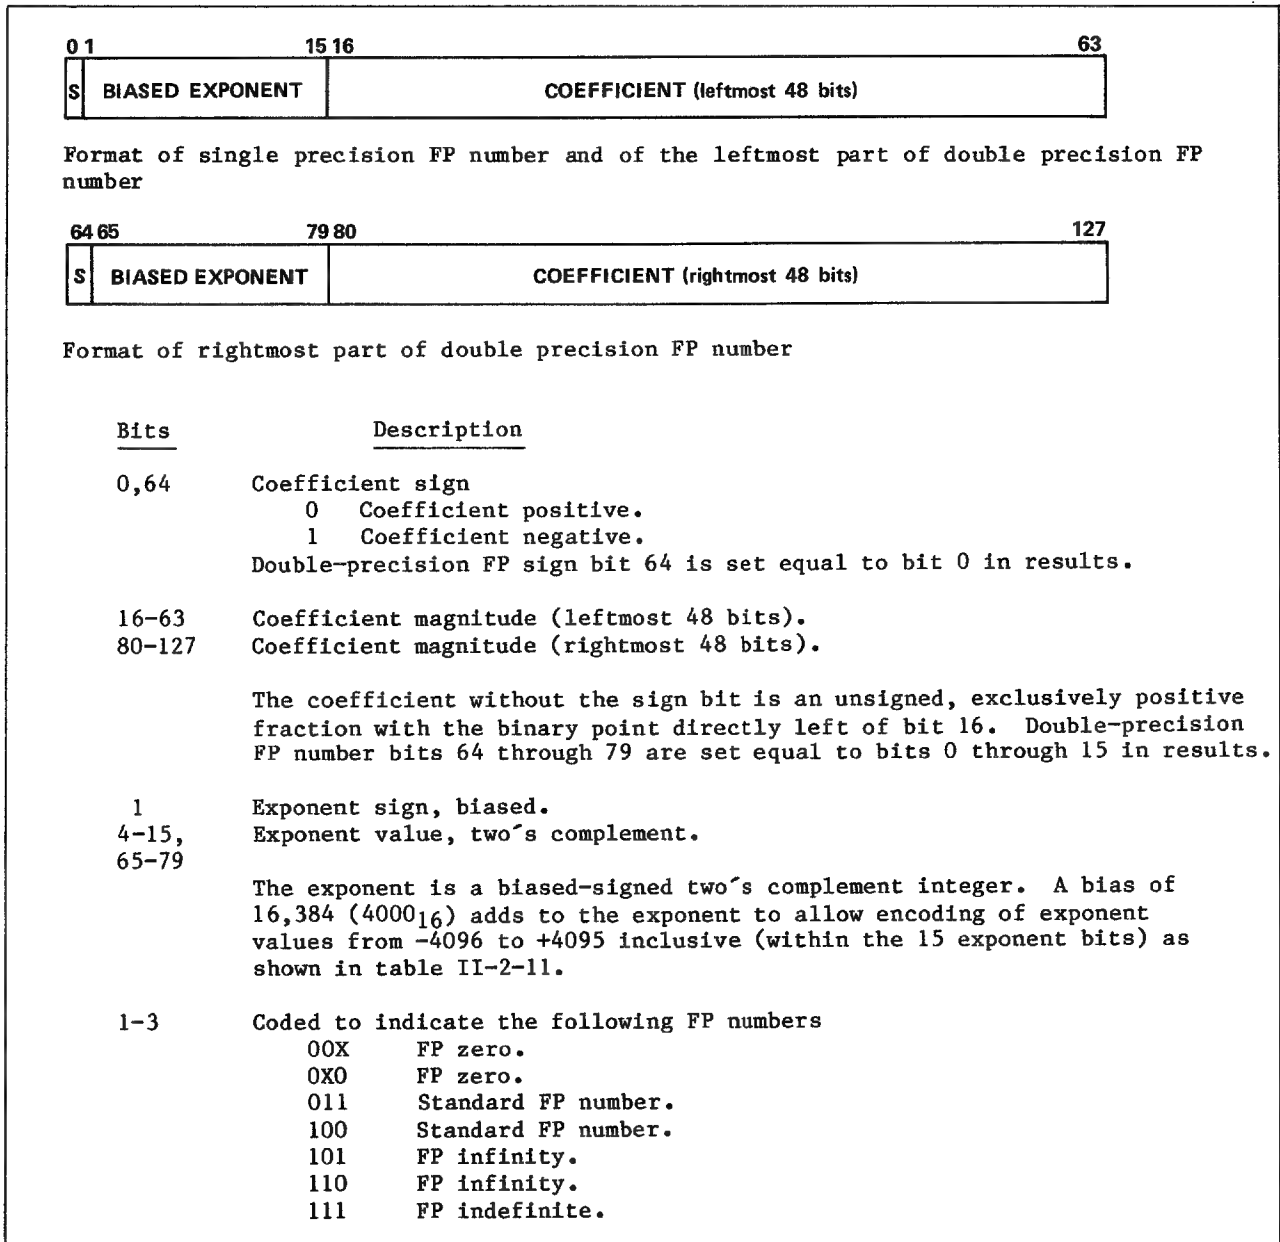 0 1 15 16 63
S BIASED EXPONENT COEFFICIENT (leftmost 48 bits)
Format of single precision FP number and of the leftmost part of double precision FP
number
64 65 79 80 127
S BIASED EXPONENT COEFFICIENT (rightmost 48 bits)
Format of rightmost part of double precision FP number
Bits Description
0,64 Coefficient sign
0 Coefficient positive.
1 Coefficient negative.
Double-precision FP sign bit 64 is set equal to bit 0 in results.
16-63 Coefficient magnitude (leftmost 48 bits).
80-127 Coefficient magnitude (rightmost 48 bits).
The coefficient without the sign bit is an unsigned, exclusively positive
fraction with the binary point directly left of bit 16. Double-precision
FP number bits 64 through 79 are set equal to bits 0 through 15 in results.
1 Exponent sign, biased.
4-15, Exponent value, two´s complement.
65-79
The exponent is a biased-signed two´s complement integer. A bias of
16,384 (4000₁₆) adds to the exponent to allow encoding of exponent
values from -4096 to +4095 inclusive (within the 15 exponent bits) as
shown in table II-2-11.
1-3 Coded to indicate the following FP numbers
00X FP zero.
0X0 FP zero.
011 Standard FP number.
100 Standard FP number.
101 FP infinity.
110 FP infinity.
111 FP indefinite.